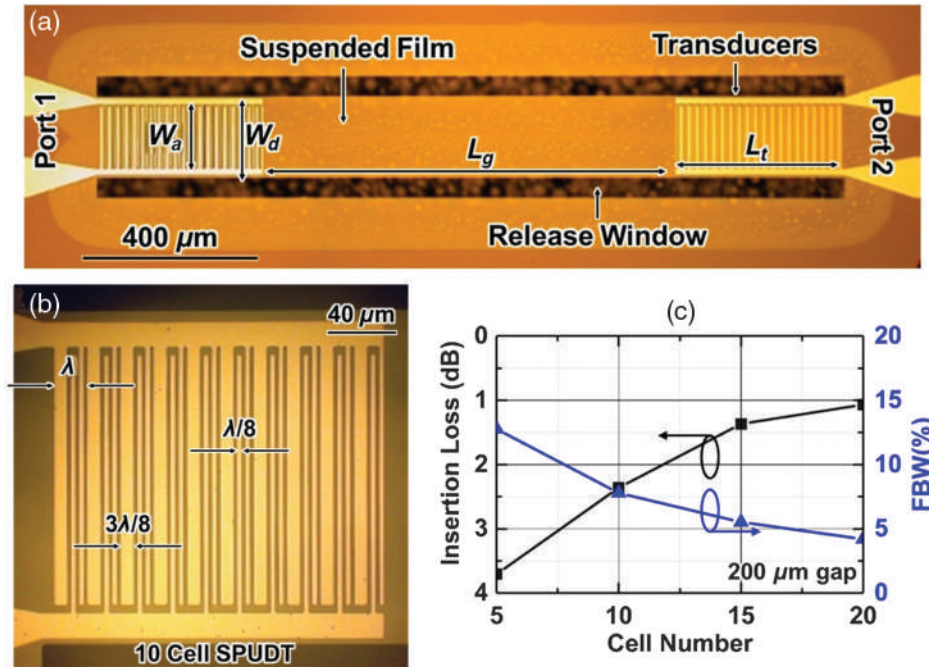 (a)
Suspended Film
Transducers
Port 1
Wa
Wd
Lg
Lt
Port 2
400 µm
Release Window
(b)
40 µm
λ
λ/8
3λ/8
10 Cell SPUDT
(c)
0
1
2
3
4
Insertion Loss (dB)
20
15
10
5
0
FBW(%)
200 µm gap
5
10
15
20
Cell Number